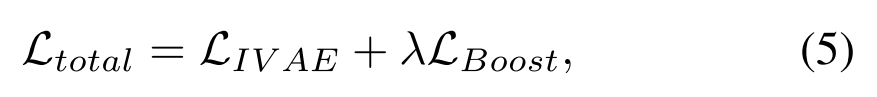 ℒ_{total} = ℒ_{IVAE} + λℒ_{Boost}, (5)